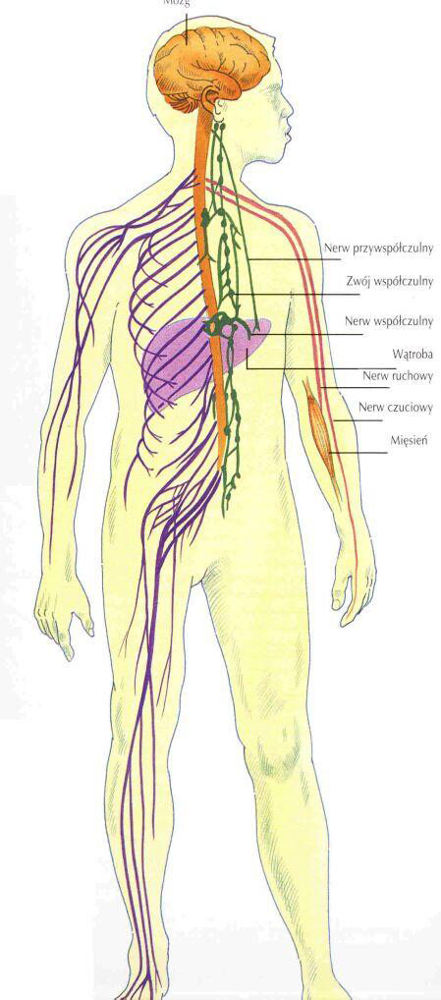 Mózg
Nerw przywspółczulny
Zwój współczulny
Nerw współczulny
Wątroba
Nerw ruchowy
Nerw czuciowy
Mięsień